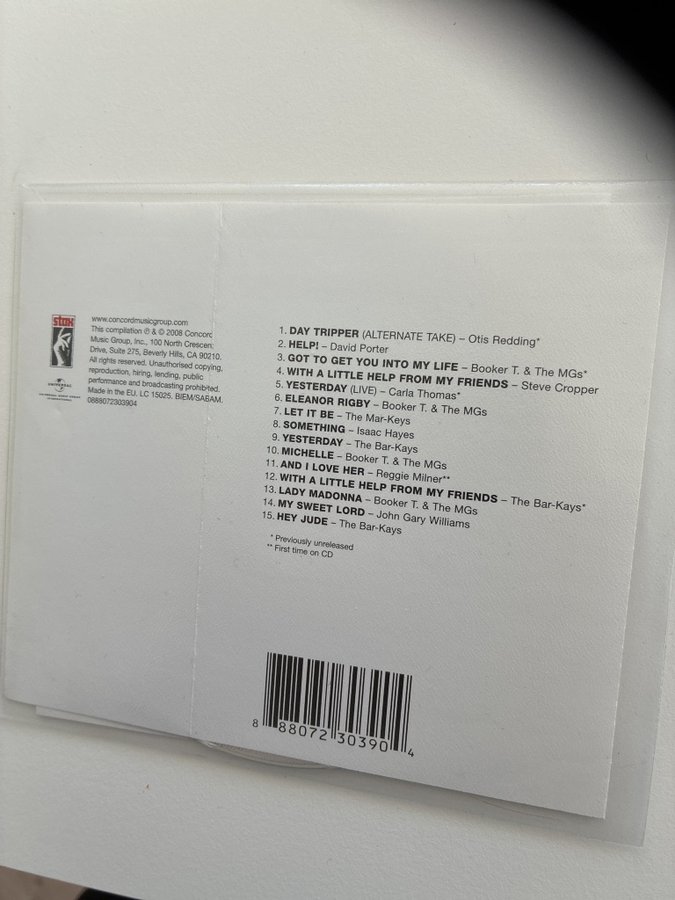 stax
UNIVERSAL
UNIVERSAL MUSIC GROUP
INTERNATIONAL
www.concordmusicgroup.com
This compilation ℗ & © 2008 Concord
Music Group, Inc., 100 North Crescent
Drive, Suite 275, Beverly Hills, CA 90210.
All rights reserved. Unauthorised copying,
reproduction, hiring, lending, public
performance and broadcasting prohibited.
Made in the EU. LC 15025. BIEM/SABAM.
0888072303904
1. DAY TRIPPER (ALTERNATE TAKE) – Otis Redding*
2. HELP! – David Porter
3. GOT TO GET YOU INTO MY LIFE – Booker T. & The MGs*
4. WITH A LITTLE HELP FROM MY FRIENDS – Steve Cropper
5. YESTERDAY (LIVE) – Carla Thomas*
6. ELEANOR RIGBY – Booker T. & The MGs
7. LET IT BE – The Mar-Keys
8. SOMETHING – Isaac Hayes
9. YESTERDAY – The Bar-Kays
10. MICHELLE – Booker T. & The MGs
11. AND I LOVE HER – Reggie Milner**
12. WITH A LITTLE HELP FROM MY FRIENDS – The Bar-Kays*
13. LADY MADONNA – Booker T. & The MGs
14. MY SWEET LORD – John Gary Williams
15. HEY JUDE – The Bar-Kays
* Previously unreleased
** First time on CD
8 88072 30390 4